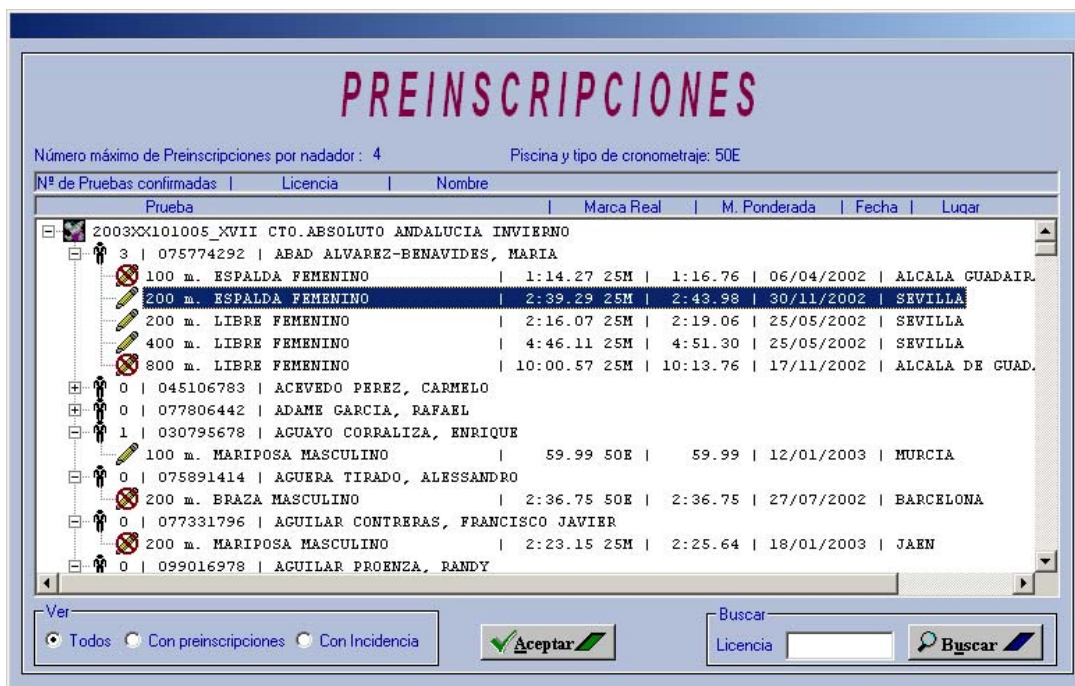 PREINSCRIPCIONES
Número máximo de Preinscripciones por nadador : 4 Piscina y tipo de cronometraje: 50E
Nº de Pruebas confirmadas | Licencia | Nombre
Prueba | Marca Real | M. Ponderada | Fecha | Lugar
2003XX101005_XVII CTO.ABSOLUTO ANDALUCIA INVIERNO
3 | 075774292 | ABAD ALVAREZ-BENAVIDES, MARIA
100 m. ESPALDA FEMENINO | 1:14.27 25M | 1:16.76 | 06/04/2002 | ALCALA GUADAIR
200 m. ESPALDA FEMENINO | 2:39.29 25M | 2:43.98 | 30/11/2002 | SEVILLA
200 m. LIBRE FEMENINO | 2:16.07 25M | 2:19.06 | 25/05/2002 | SEVILLA
400 m. LIBRE FEMENINO | 4:46.11 25M | 4:51.30 | 25/05/2002 | SEVILLA
800 m. LIBRE FEMENINO | 10:00.57 25M | 10:13.76 | 17/11/2002 | ALCALA DE GUAD
0 | 045106783 | ACEVEDO PEREZ, CARMELO
0 | 077806442 | ADAME GARCIA, RAFAEL
1 | 030795678 | AGUAYO CORRALIZA, ENRIQUE
100 m. MARIPOSA MASCULINO | 59.99 50E | 59.99 | 12/01/2003 | MURCIA
0 | 075891414 | AGUERA TIRADO, ALESSANDRO
200 m. BRAZA MASCULINO | 2:36.75 50E | 2:36.75 | 27/07/2002 | BARCELONA
0 | 077331796 | AGUILAR CONTRERAS, FRANCISCO JAVIER
200 m. MARIPOSA MASCULINO | 2:23.15 25M | 2:25.64 | 18/01/2003 | JAEN
0 | 099016978 | AGUILAR PROENZA, RANDY
Ver
Todos Con preinscripciones Con Incidencia
Aceptar
Buscar
Licencia
Buscar